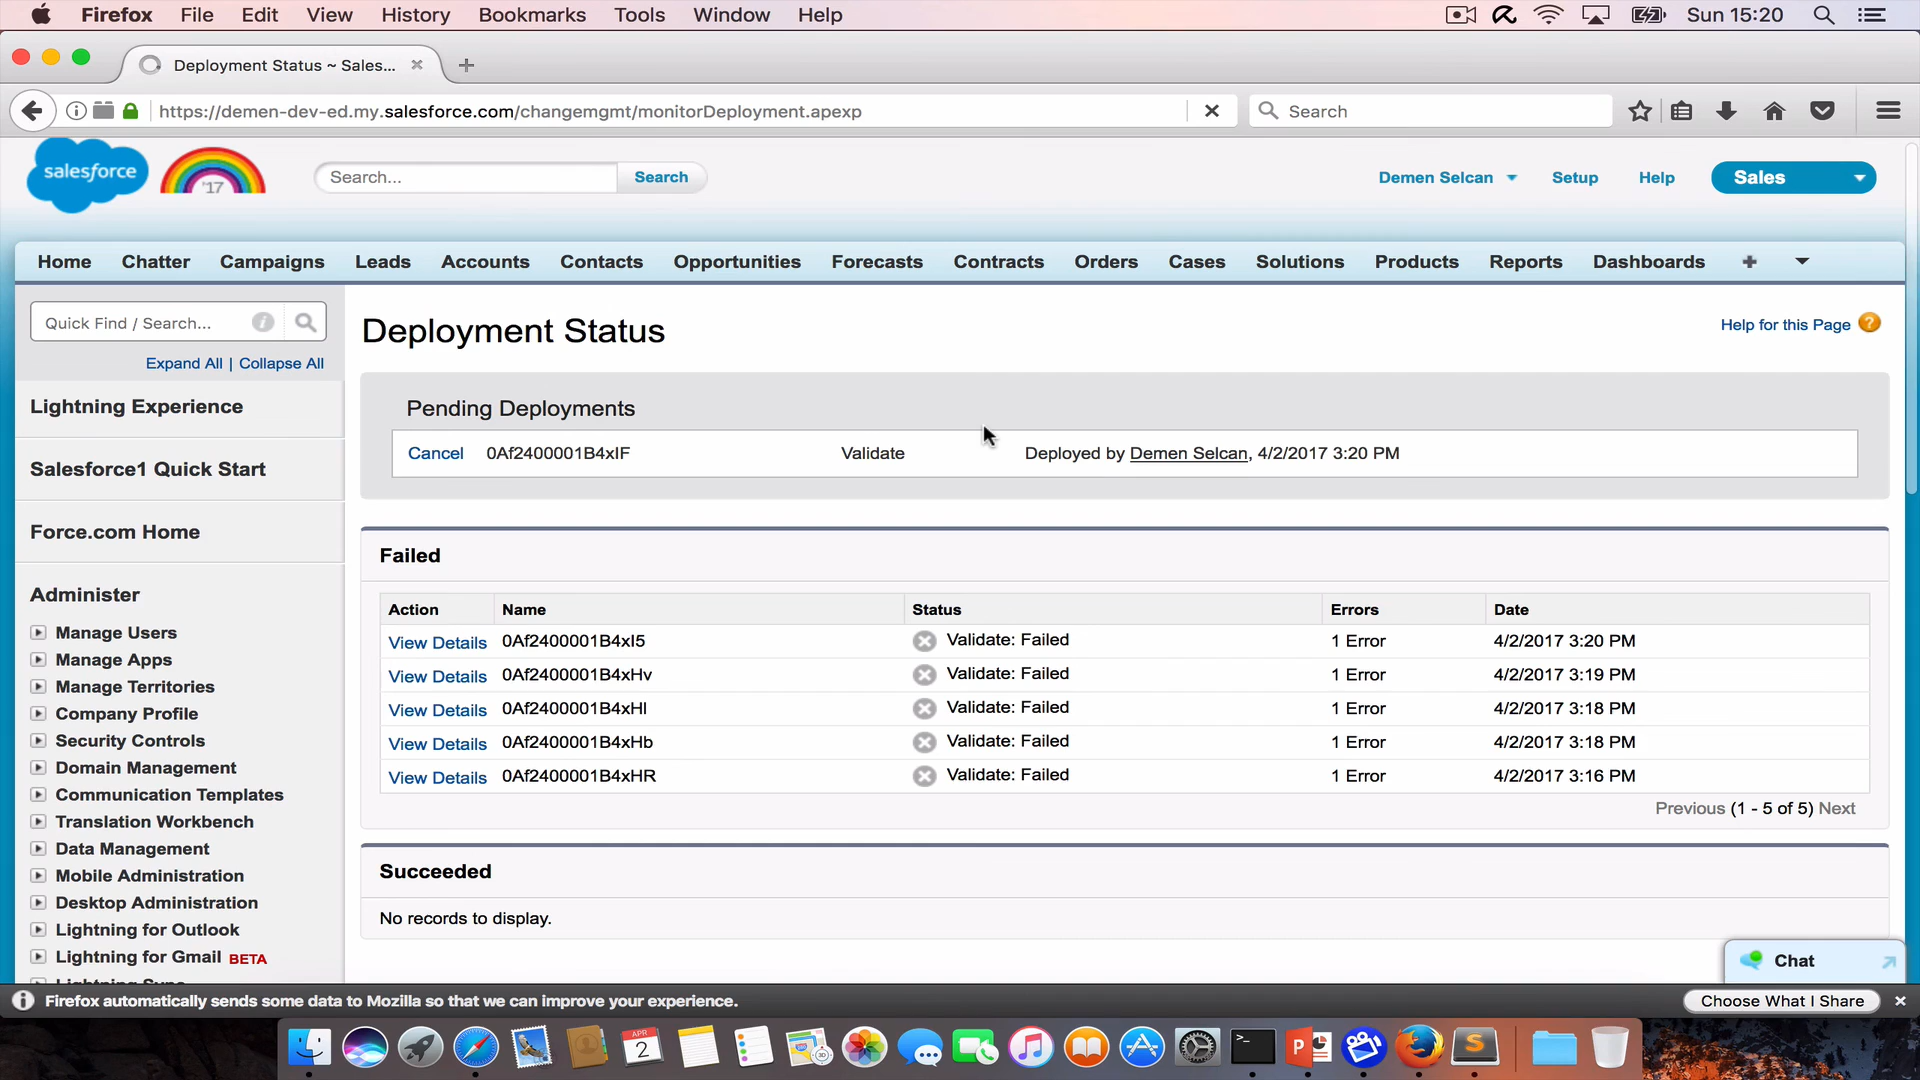 Firefox File Edit View History Bookmarks Tools Window Help Sun 15:20
Deployment Status ~ Sales...
https://demen-dev-ed.my.salesforce.com/changemgmt/monitorDeployment.apexp Search
salesforce '17 Search... Search Demen Selcan Setup Help Sales
Home Chatter Campaigns Leads Accounts Contacts Opportunities Forecasts Contracts Orders Cases Solutions Products Reports Dashboards +
Quick Find / Search...
Expand All | Collapse All
Lightning Experience
Salesforce1 Quick Start
Force.com Home
Administer
Manage Users
Manage Apps
Manage Territories
Company Profile
Security Controls
Domain Management
Communication Templates
Translation Workbench
Data Management
Mobile Administration
Desktop Administration
Lightning for Outlook
Lightning for Gmail BETA
Deployment Status
Help for this Page ?
Pending Deployments
Cancel 0Af2400001B4xIF Validate Deployed by Demen Selcan, 4/2/2017 3:20 PM
Failed
Action Name Status Errors Date
View Details 0Af2400001B4xI5 Validate: Failed 1 Error 4/2/2017 3:20 PM
View Details 0Af2400001B4xHv Validate: Failed 1 Error 4/2/2017 3:19 PM
View Details 0Af2400001B4xHl Validate: Failed 1 Error 4/2/2017 3:18 PM
View Details 0Af2400001B4xHb Validate: Failed 1 Error 4/2/2017 3:18 PM
View Details 0Af2400001B4xHR Validate: Failed 1 Error 4/2/2017 3:16 PM
Previous (1 - 5 of 5) Next
Succeeded
No records to display.
Chat
Firefox automatically sends some data to Mozilla so that we can improve your experience. Choose What I Share
APR
2